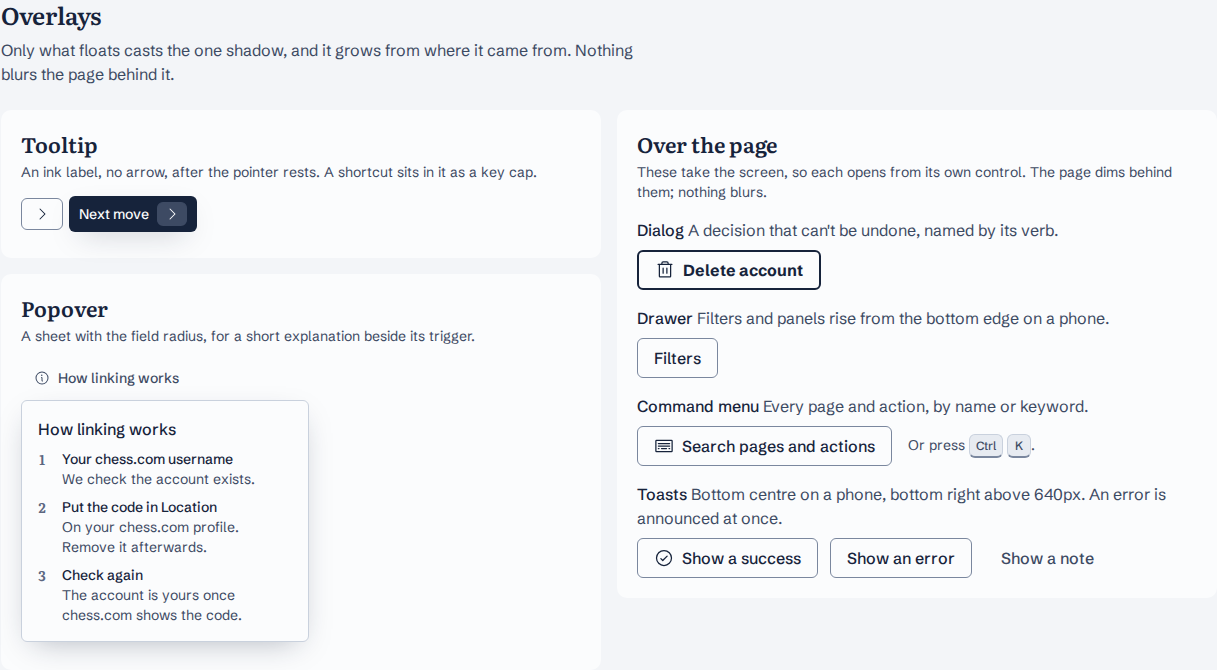 Overlays
Only what floats casts the one shadow, and it grows from where it came from. Nothing
blurs the page behind it.
Tooltip
An ink label, no arrow, after the pointer rests. A shortcut sits in it as a key cap.
Next move
Popover
A sheet with the field radius, for a short explanation beside its trigger.
How linking works
How linking works
1 Your chess.com username
We check the account exists.
2 Put the code in Location
On your chess.com profile.
Remove it afterwards.
3 Check again
The account is yours once
chess.com shows the code.
Over the page
These take the screen, so each opens from its own control. The page dims behind
them; nothing blurs.
Dialog A decision that can't be undone, named by its verb.
Delete account
Drawer Filters and panels rise from the bottom edge on a phone.
Filters
Command menu Every page and action, by name or keyword.
Search pages and actions Or press Ctrl K.
Toasts Bottom centre on a phone, bottom right above 640px. An error is
announced at once.
Show a success Show an error Show a note